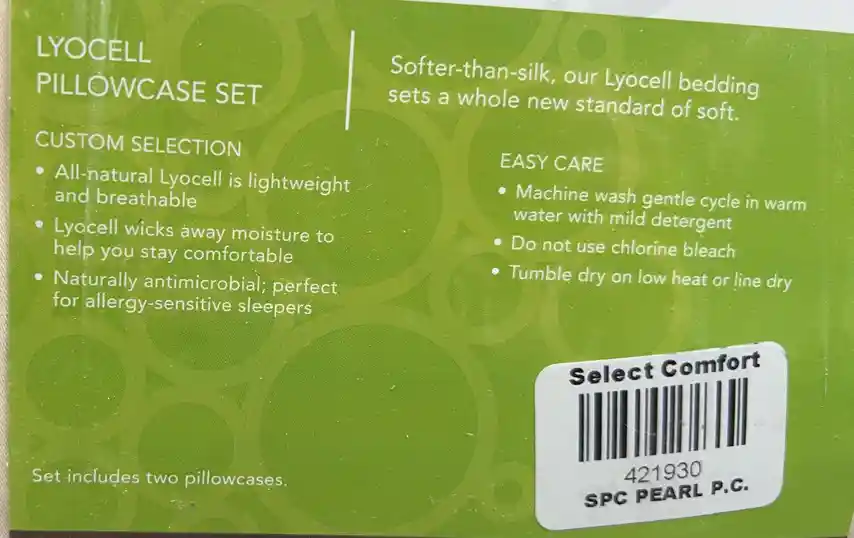 LYOCELL
PILLOWCASE SET
Softer-than-silk, our Lyocell bedding
sets a whole new standard of soft.
CUSTOM SELECTION
• All-natural Lyocell is lightweight
and breathable
• Lyocell wicks away moisture to
help you stay comfortable
• Naturally antimicrobial; perfect
for allergy-sensitive sleepers
EASY CARE
• Machine wash gentle cycle in warm
water with mild detergent
• Do not use chlorine bleach
• Tumble dry on low heat or line dry
Set includes two pillowcases.
Select Comfort
421930
SPC PEARL P.C.